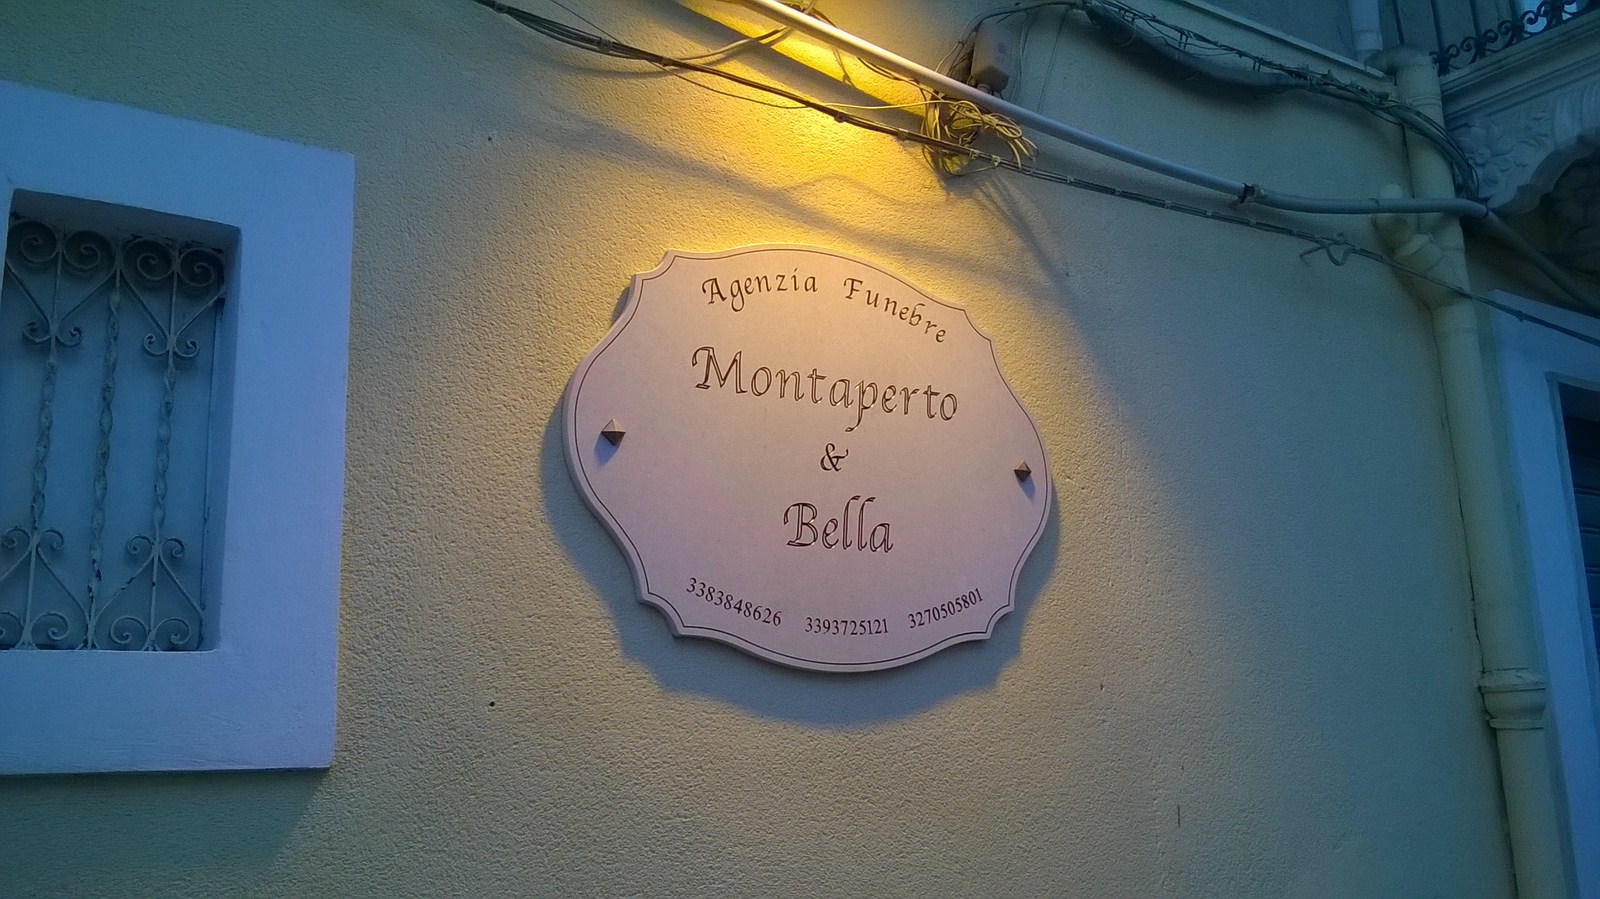 Agenzia Funebre
Montaperto
&
Bella
3383848626 3393725121 3270505801